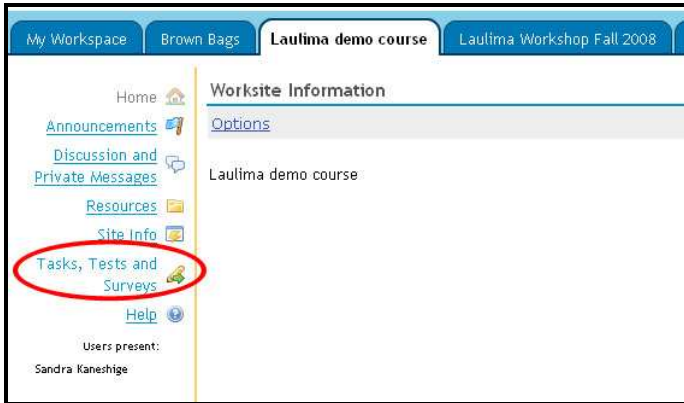 My Workspace
Brown Bags
Laulima demo course
Laulima Workshop Fall 2008
Home
Announcements
Discussion and
Private Messages
Resources
Site Info
Tasks, Tests and
Surveys
Help
Users present:
Sandra Kaneshige
Worksite Information
Options
Laulima demo course